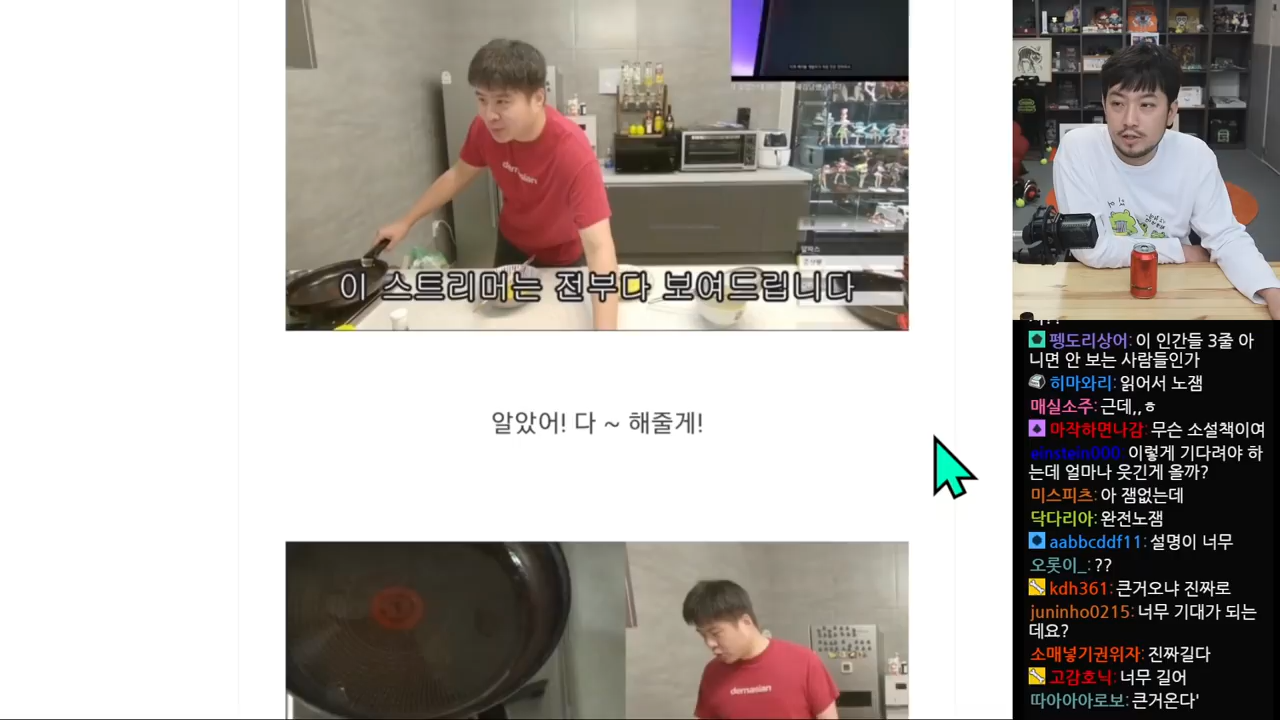 demasian
이 스트리머는 전부다 보여드립니다
알았어! 다 ~ 해줄게!
demasian
펭도리상어: 이 인간들 3줄 아
니면 안 보는 사람들인가
히마와리: 읽어서 노잼
매실소주: 근데,,ㅎ
마작하면나감: 무슨 소설책이여
einstein000 이렇게 기다려야 하
는데 얼마나 웃긴게 올까?
미스피츠: 아 잼없는데
닥다리아: 완전노잼
aabbcddf11: 설명이 너무
오롯이_: ??
kdh361: 큰거오냐 진짜로
juninho0215: 너무 기대가 되는
데요?
소매넣기권위자: 진짜길다
고감호닉: 너무 길어
따아아아로보: 큰거온다'